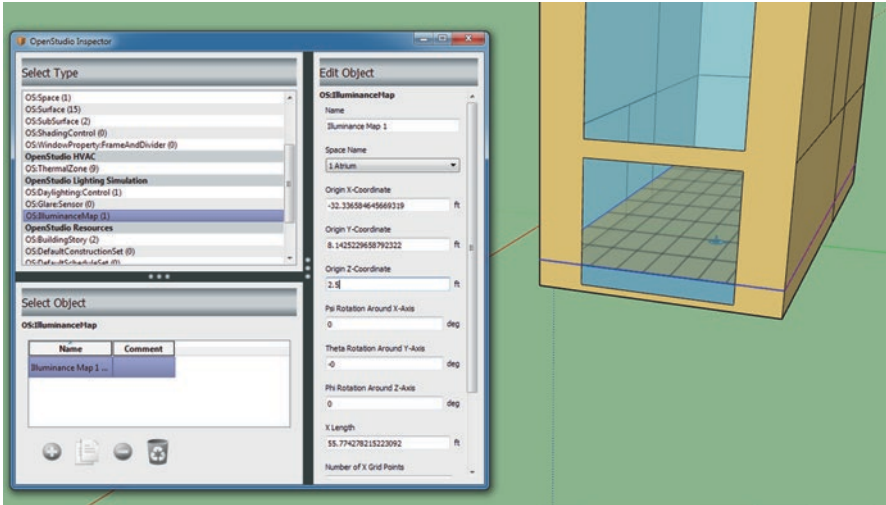 OpenStudio Inspector
Select Type
OS:Space (1)
OS:Surface (15)
OS:SubSurface (2)
OS:ShadingControl (0)
OS:WindowProperty:FrameAndDivider (0)
OpenStudio HVAC
OS:ThermalZone (9)
OpenStudio Lighting Simulation
OS:Daylighting:Control (1)
OS:GlareSensor (0)
OS:IlluminanceMap (1)
OpenStudio Resources
OS:BuildingStory (2)
OS:DefaultConstructionSet (0)
OS:DefaultScheduleSet (0)
Select Object
OS:IlluminanceMap
Name Comment
Illuminance Map 1 ...
Edit Object
OS:IlluminanceMap
Name
Illuminance Map 1
Space Name
1 Atrium
Origin X-Coordinate
-32.336584645669319 ft
Origin Y-Coordinate
8.1425229658792322 ft
Origin Z-Coordinate
2.5 ft
Psi Rotation Around X-Axis
0 deg
Theta Rotation Around Y-Axis
-0 deg
Phi Rotation Around Z-Axis
0 deg
X Length
55.774278215223092 ft
Number of X Grid Points